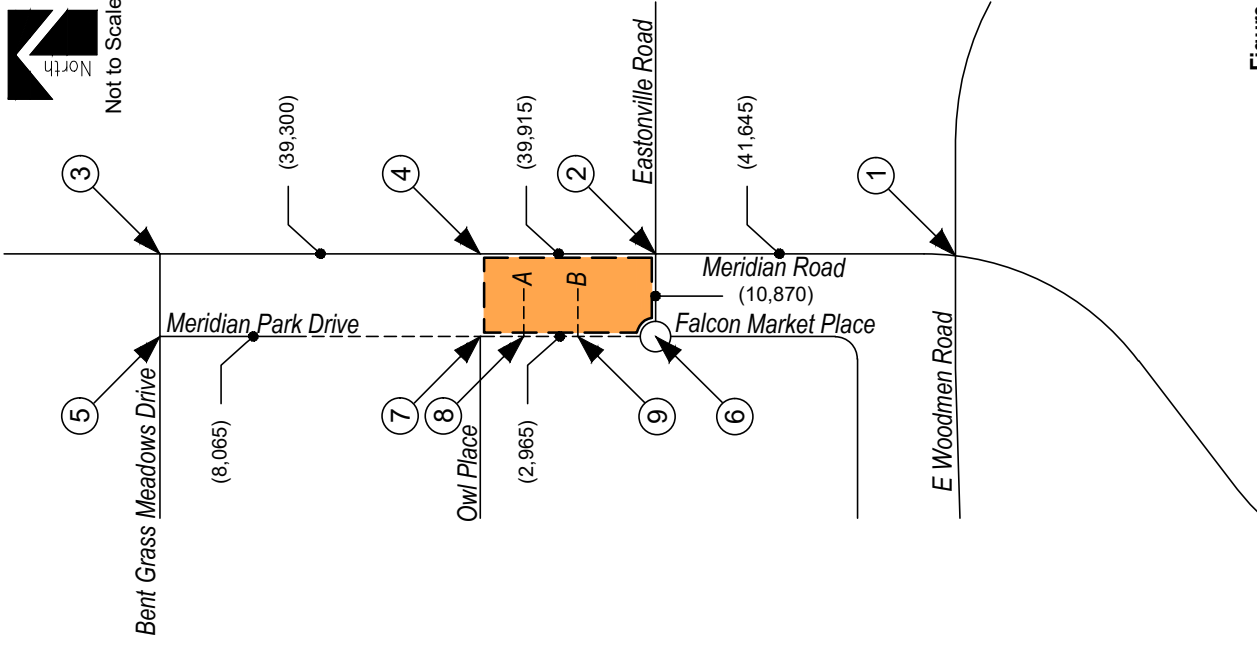 North
Not to Scale
3
(39,300)
4
(39,915)
2
Eastonville Road
(41,645)
1
A
B
Meridian Road
(10,870)
Meridian Park Drive
Falcon Market Place
5
Bent Grass Meadows Drive
(8,065)
7
8
Owl Place
(2,965)
9
6
E Woodmen Road
Figure